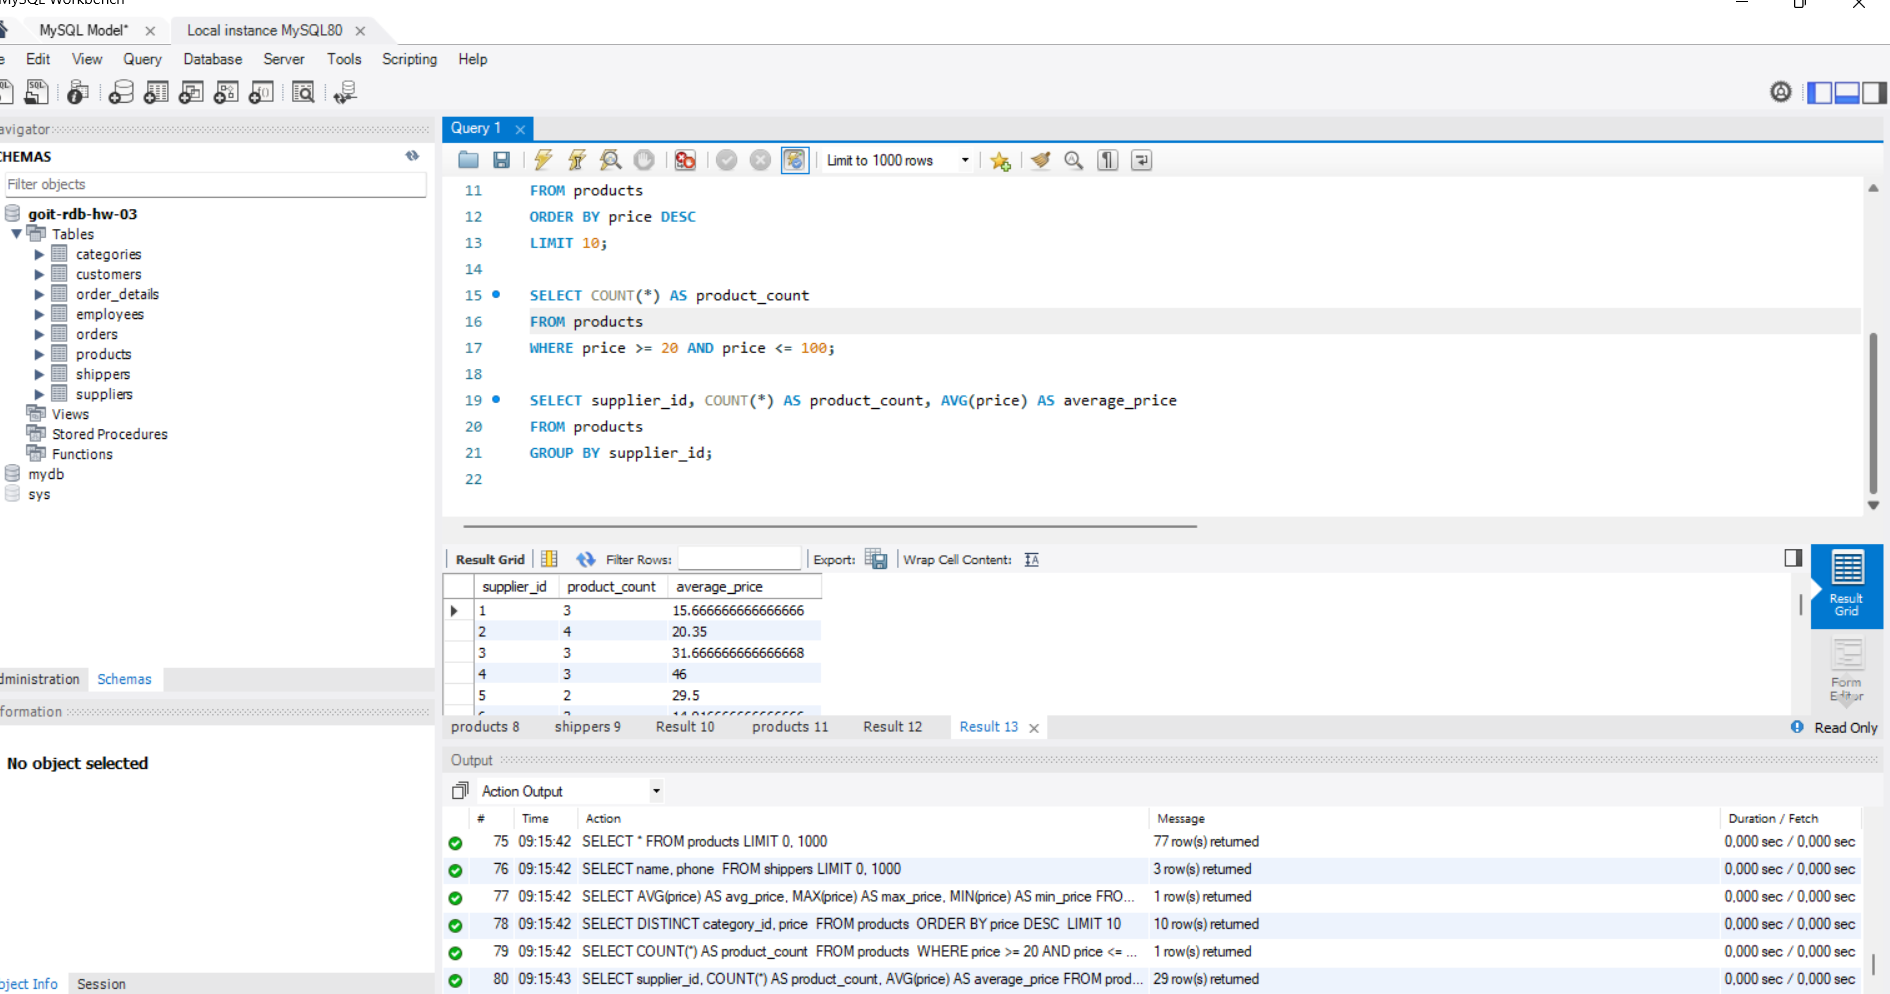 MySQL Workbench
MySQL Model*
Local instance MySQL80
Edit View Query Database Server Tools Scripting Help
avigator
CHEMAS
Filter objects
goit-rdb-hw-03
Tables
categories
customers
order_details
employees
orders
products
shippers
suppliers
Views
Stored Procedures
Functions
mydb
sys
dministration Schemas
formation
No object selected
bject Info Session
Query 1
Limit to 1000 rows
11 FROM products
12 ORDER BY price DESC
13 LIMIT 10;
14
15 SELECT COUNT(*) AS product_count
16 FROM products
17 WHERE price >= 20 AND price <= 100;
18
19 SELECT supplier_id, COUNT(*) AS product_count, AVG(price) AS average_price
20 FROM products
21 GROUP BY supplier_id;
22
Result Grid Filter Rows: Export: Wrap Cell Content:
supplier_id product_count average_price
1 3 15.666666666666666
2 4 20.35
3 3 31.666666666666668
4 3 46
5 2 29.5
Result Grid
Form Editor
products 8 shippers 9 Result 10 products 11 Result 12 Result 13
Read Only
Output
Action Output
# Time Action Message Duration / Fetch
75 09:15:42 SELECT * FROM products LIMIT 0, 1000 77 row(s) returned 0,000 sec / 0,000 sec
76 09:15:42 SELECT name, phone FROM shippers LIMIT 0, 1000 3 row(s) returned 0,000 sec / 0,000 sec
77 09:15:42 SELECT AVG(price) AS avg_price, MAX(price) AS max_price, MIN(price) AS min_price FRO... 1 row(s) returned 0,000 sec / 0,000 sec
78 09:15:42 SELECT DISTINCT category_id, price FROM products ORDER BY price DESC LIMIT 10 10 row(s) returned 0,000 sec / 0,000 sec
79 09:15:42 SELECT COUNT(*) AS product_count FROM products WHERE price >= 20 AND price <= ... 1 row(s) returned 0,000 sec / 0,000 sec
80 09:15:43 SELECT supplier_id, COUNT(*) AS product_count, AVG(price) AS average_price FROM prod... 29 row(s) returned 0,000 sec / 0,000 sec